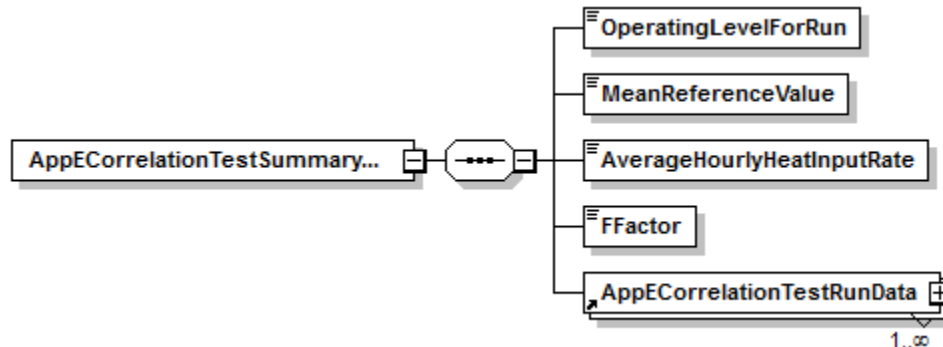 OperatingLevelForRun
MeanReferenceValue
AppECorrelationTestSummary...
AverageHourlyHeatInputRate
FFactor
AppECorrelationTestRunData
1..∞